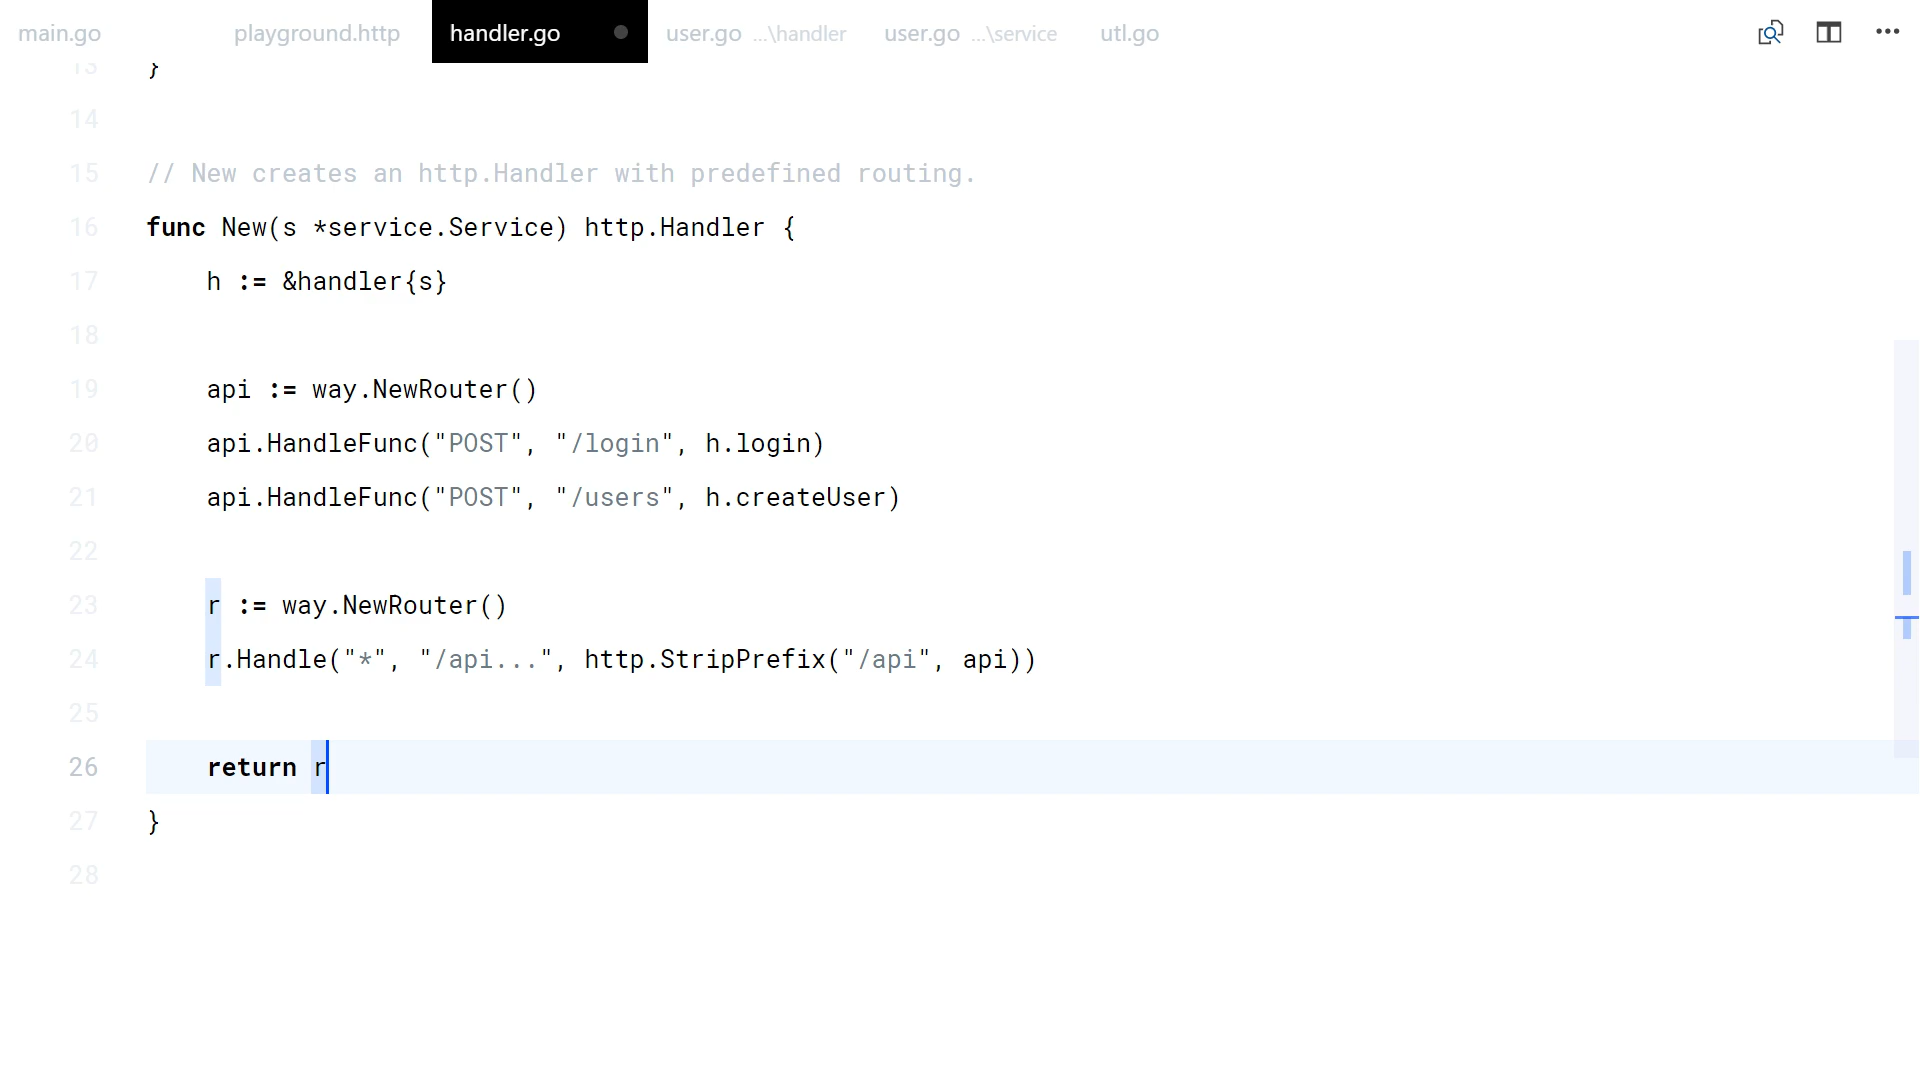 main.go playground.http handler.go user.go ...\handler user.go ...\service utl.go
13 }
14
15 // New creates an http.Handler with predefined routing.
16 func New(s *service.Service) http.Handler {
17 h := &handler{s}
18
19 api := way.NewRouter()
20 api.HandleFunc("POST", "/login", h.login)
21 api.HandleFunc("POST", "/users", h.createUser)
22
23 r := way.NewRouter()
24 r.Handle("*", "/api...", http.StripPrefix("/api", api))
25
26 return r
27 }
28